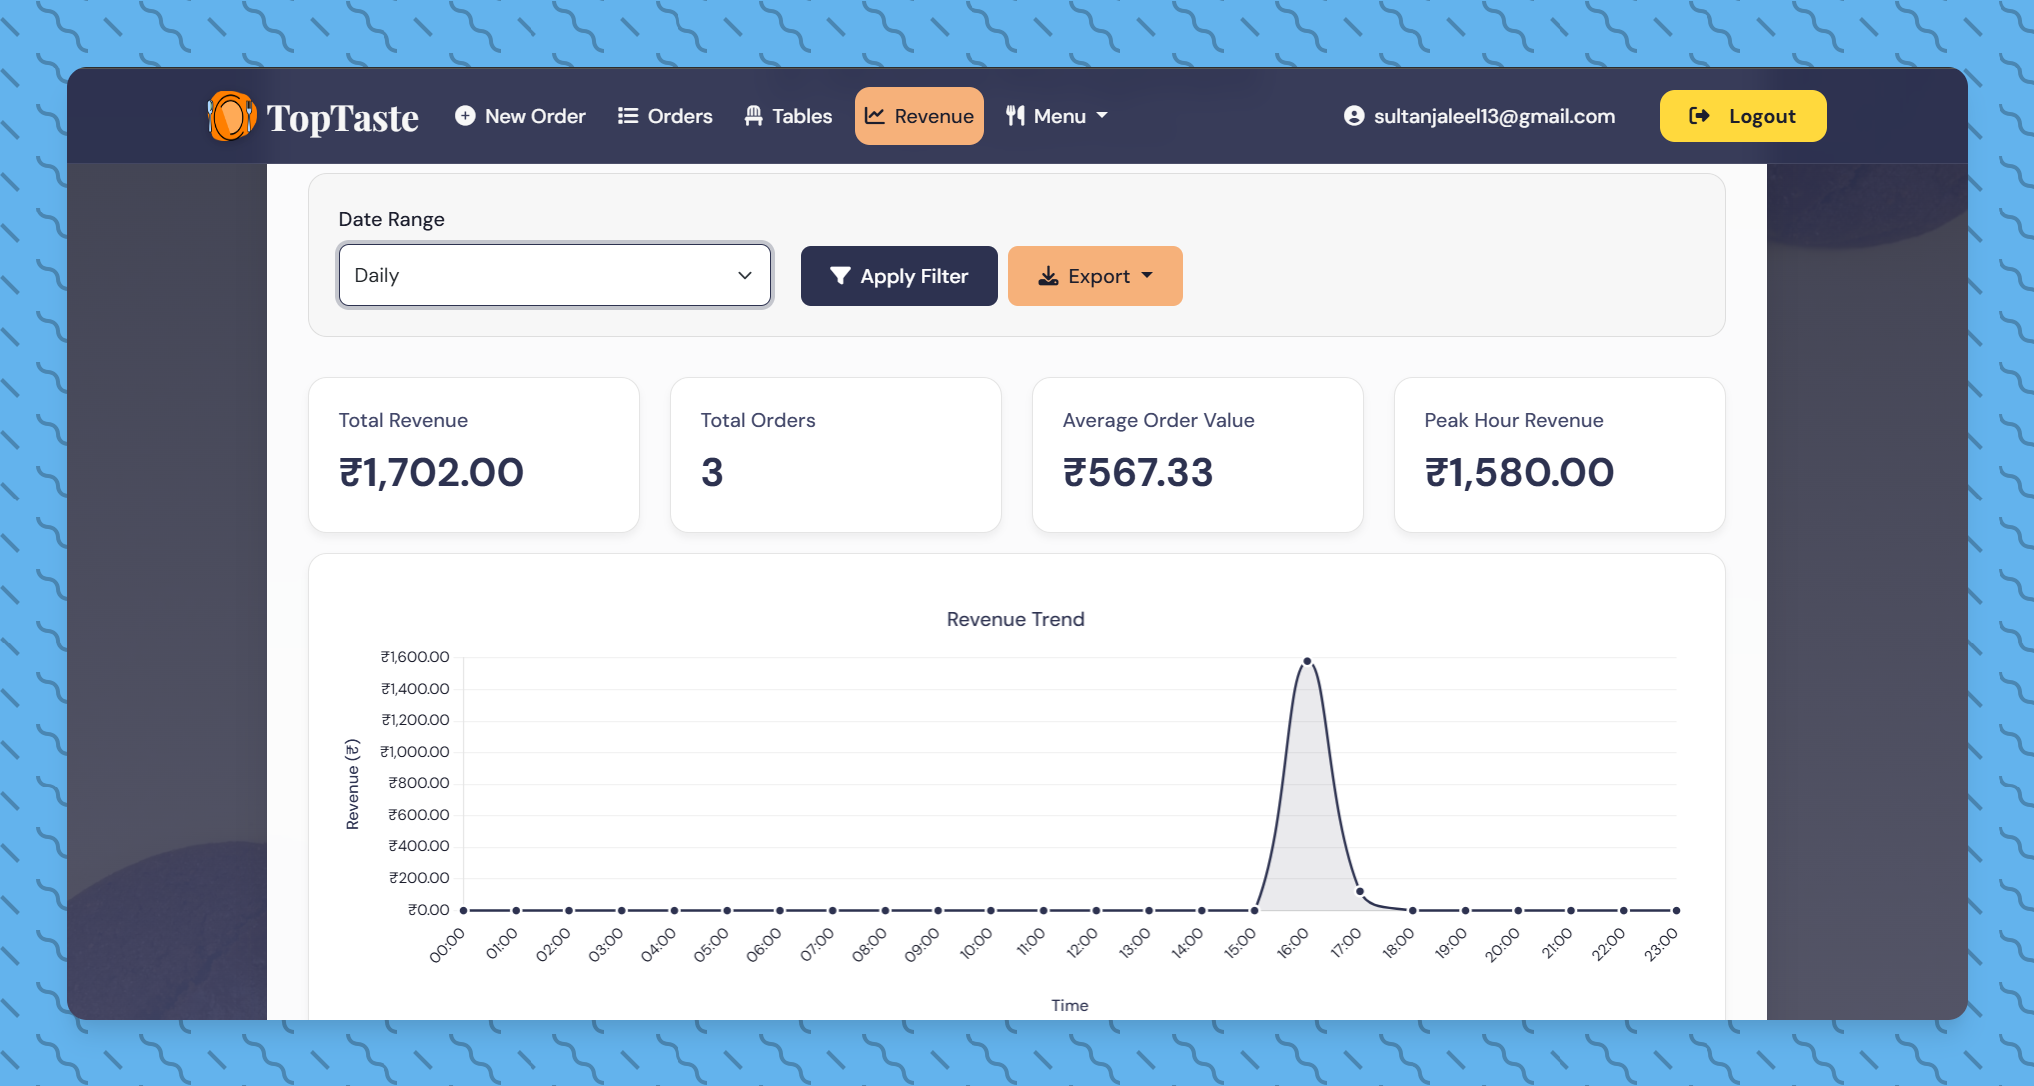 TopTaste New Order Orders Tables Revenue Menu sultanjaleel13@gmail.com Logout
Date Range
Daily Apply Filter Export
Total Revenue Total Orders Average Order Value Peak Hour Revenue
₹1,702.00 3 ₹567.33 ₹1,580.00
Revenue Trend
₹1,600.00
₹1,400.00
₹1,200.00
₹1,000.00
₹800.00
₹600.00
₹400.00
₹200.00
₹0.00
Revenue (₹)
00:00 01:00 02:00 03:00 04:00 05:00 06:00 07:00 08:00 09:00 10:00 11:00 12:00 13:00 14:00 15:00 16:00 17:00 18:00 19:00 20:00 21:00 22:00 23:00
Time